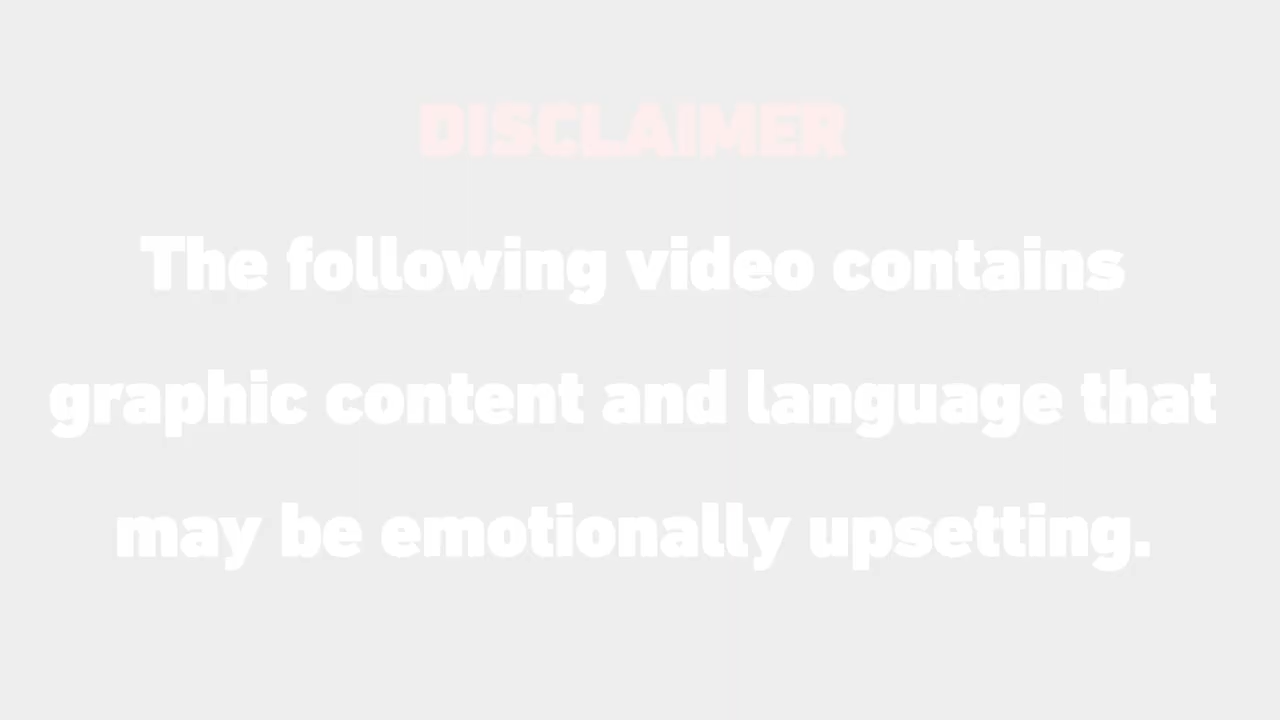 DISCLAIMER
The following video contains
graphic content and language that
may be emotionally upsetting.